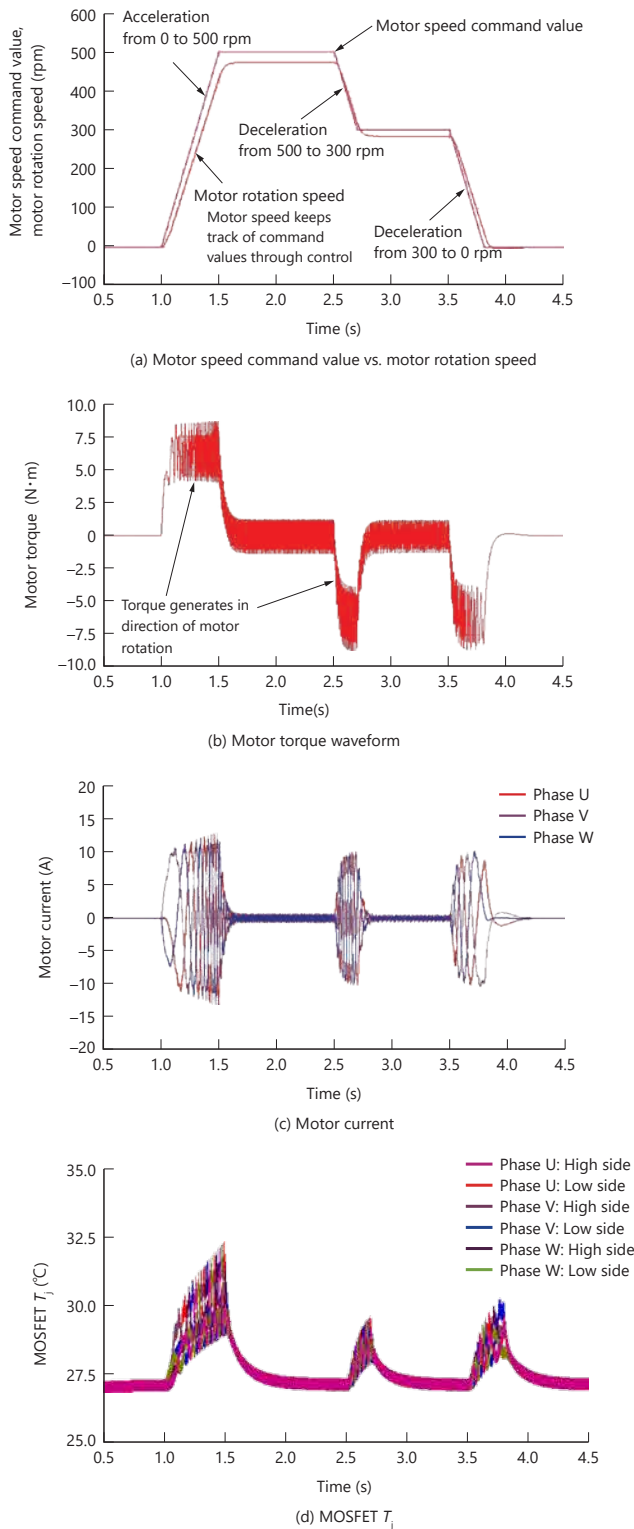 Motor speed command value,
motor rotation speed (rpm)
600
500
400
300
200
100
0
−100
Acceleration
from 0 to 500 rpm
Motor speed command value
Deceleration
from 500 to 300 rpm
Motor rotation speed
Motor speed keeps
track of command
values through control
Deceleration
from 300 to 0 rpm
0.5 1.0 1.5 2.0 2.5 3.0 3.5 4.0 4.5
Time (s)
(a) Motor speed command value vs. motor rotation speed
Motor torque (N·m)
10.0
7.5
5.0
2.5
0
−2.5
−5.0
−7.5
−10.0
Torque generates in
direction of motor
rotation
0.5 1.0 1.5 2.0 2.5 3.0 3.5 4.0 4.5
Time(s)
(b) Motor torque waveform
Motor current (A)
20
15
10
5
0
−5
−10
−15
−20
Phase U
Phase V
Phase W
0.5 1.0 1.5 2.0 2.5 3.0 3.5 4.0 4.5
Time (s)
(c) Motor current
MOSFET Tj (℃)
35.0
32.5
30.0
27.5
25.0
Phase U: High side
Phase U: Low side
Phase V: High side
Phase V: Low side
Phase W: High side
Phase W: Low side
0.5 1.0 1.5 2.0 2.5 3.0 3.5 4.0 4.5
Time (s)
(d) MOSFET Tj